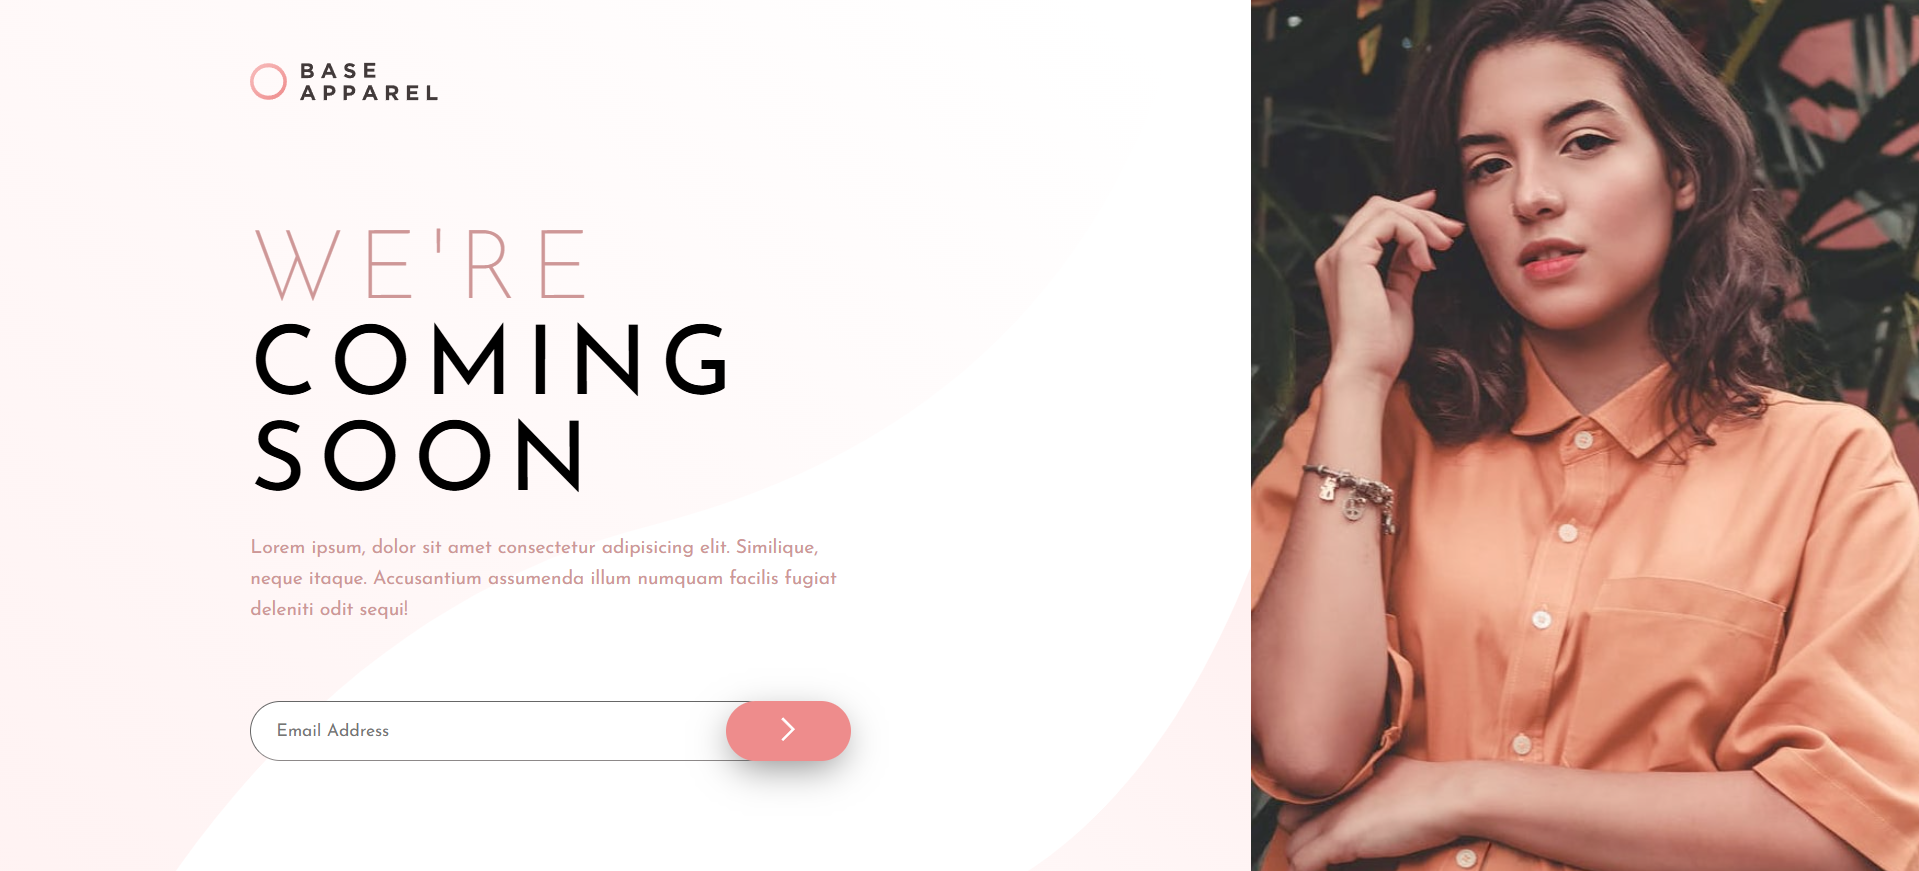 BASE
APPAREL
WE'RE
COMING
SOON
Lorem ipsum, dolor sit amet consectetur adipisicing elit. Similique,
neque itaque. Accusantium assumenda illum numquam facilis fugiat
deleniti odit sequi!
Email Address